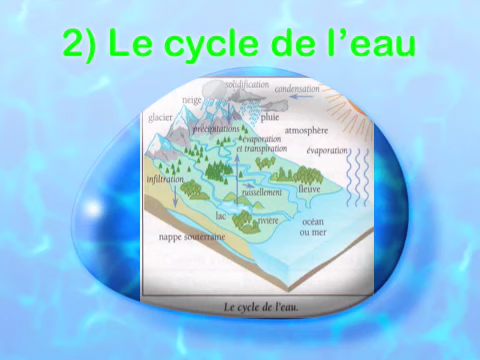 2) Le cycle de l’eau
solidification
condensation
neige
glacier
pluie
précipitations
atmosphère
évaporation
et transpiration
évaporation
infiltration
ruissellement
fleuve
lac
rivière
océan
ou mer
nappe souterraine
Le cycle de l'eau.